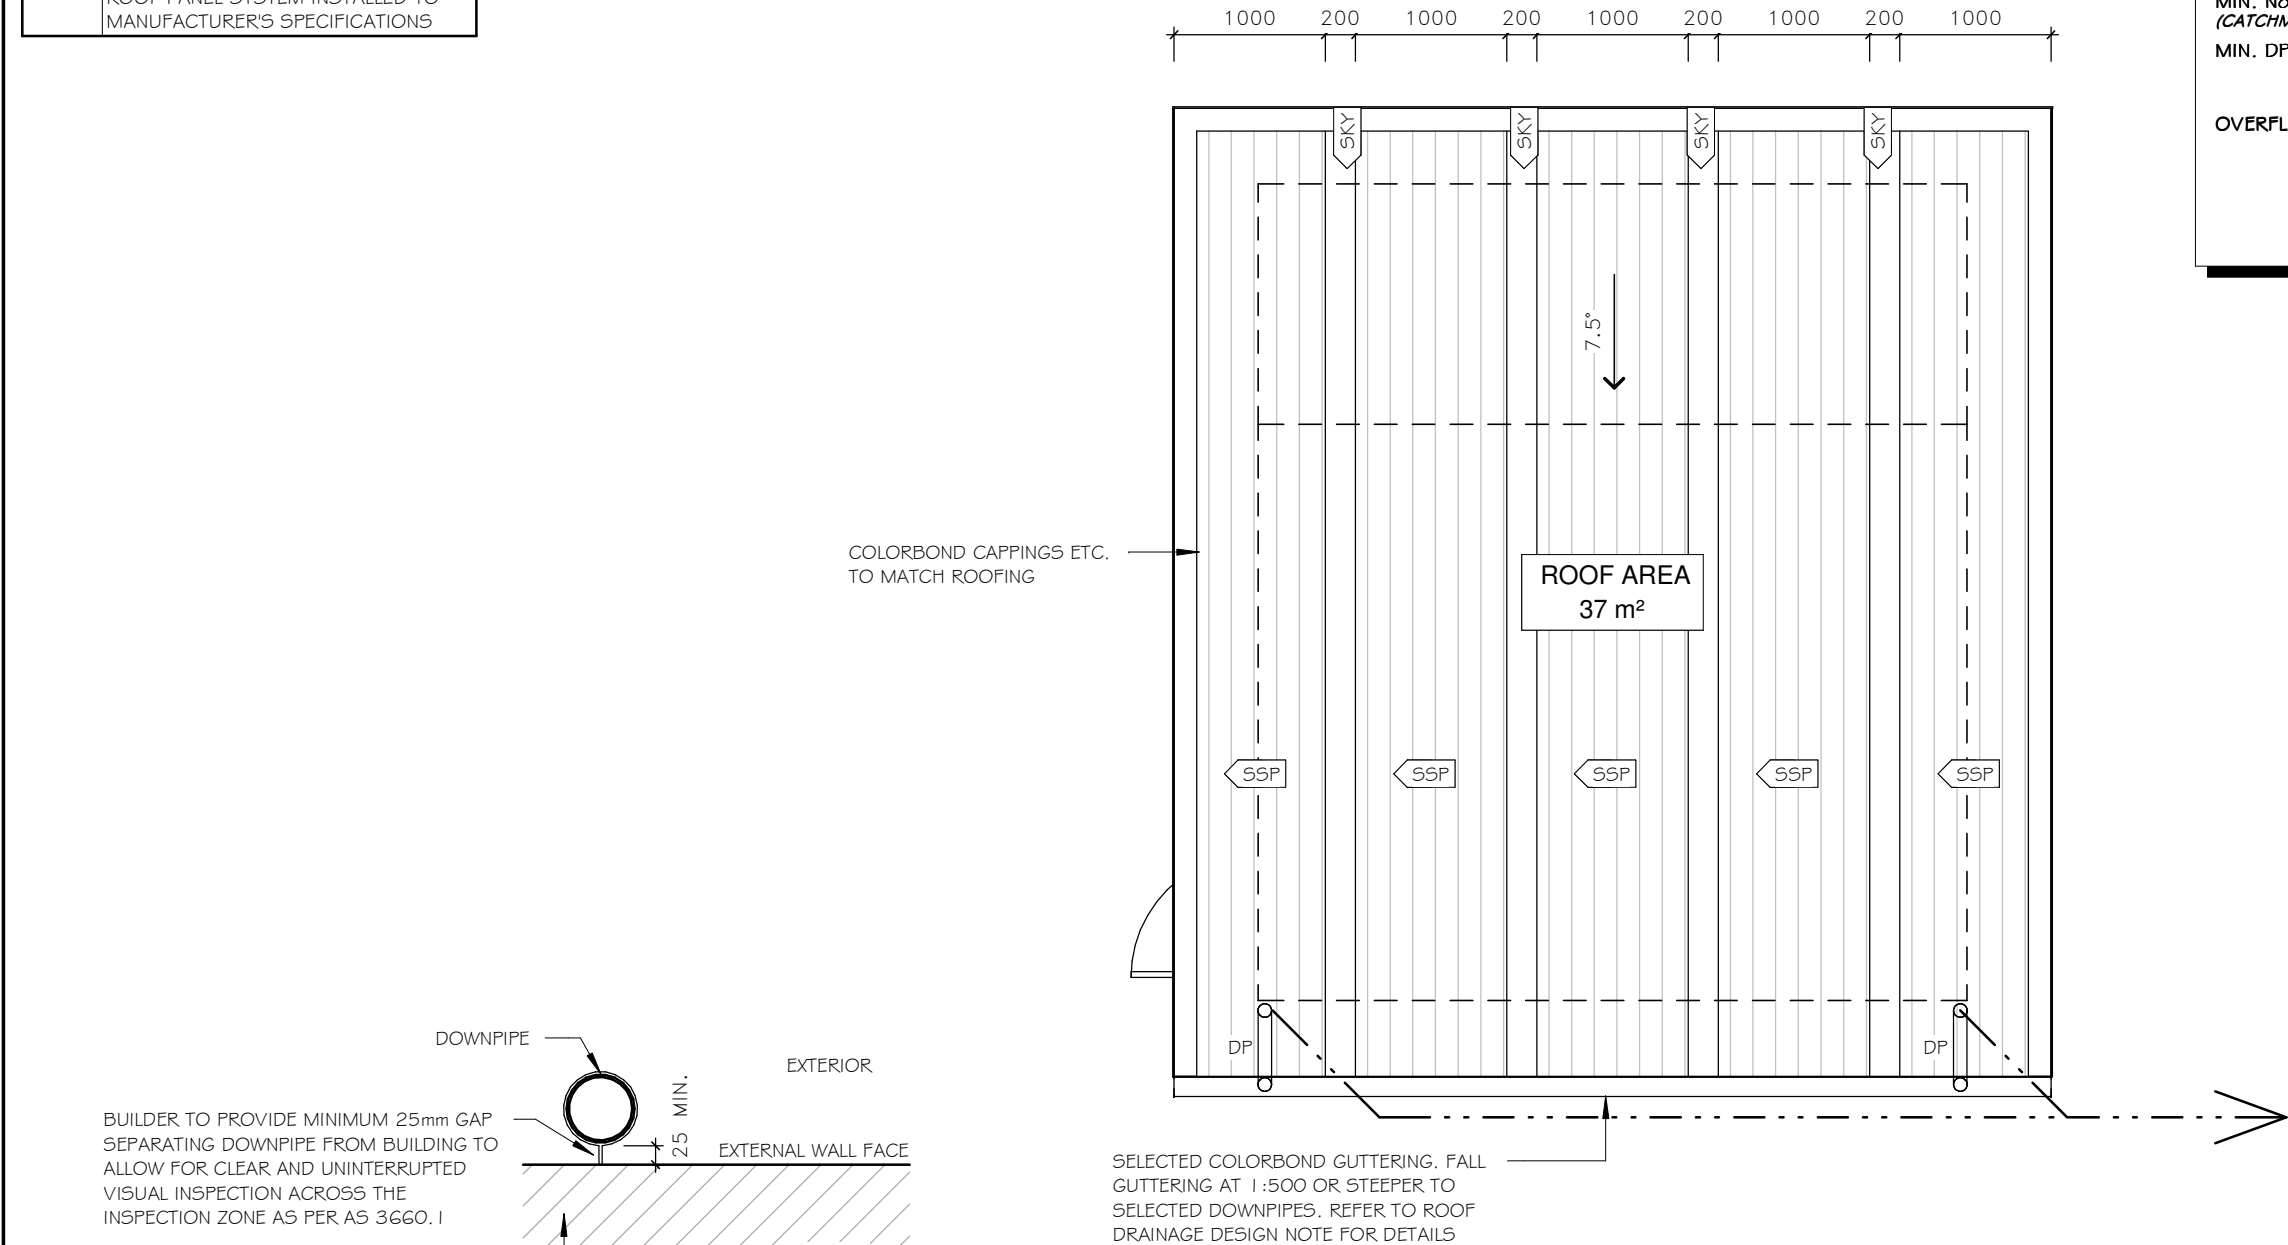 ROOF PANEL SYSTEM INSTALLED TO
MANUFACTURER'S SPECIFICATIONS
1000 200 1000 200 1000 200 1000 200 1000
MIN.
MIN. DP
OVERFL
SKY SKY SKY SKY
7.5°
COLORBOND CAPPINGS ETC.
TO MATCH ROOFING
ROOF AREA
37 m²
SSP SSP SSP SSP SSP
DP DP
DOWNPIPE
EXTERIOR
25 MIN.
BUILDER TO PROVIDE MINIMUM 25mm GAP
SEPARATING DOWNPIPE FROM BUILDING TO
ALLOW FOR CLEAR AND UNINTERRUPTED
VISUAL INSPECTION ACROSS THE
INSPECTION ZONE AS PER AS 3660.1
EXTERNAL WALL FACE
SELECTED COLORBOND GUTTERING. FALL
GUTTERING AT 1:500 OR STEEPER TO
SELECTED DOWNPIPES. REFER TO ROOF
DRAINAGE DESIGN NOTE FOR DETAILS